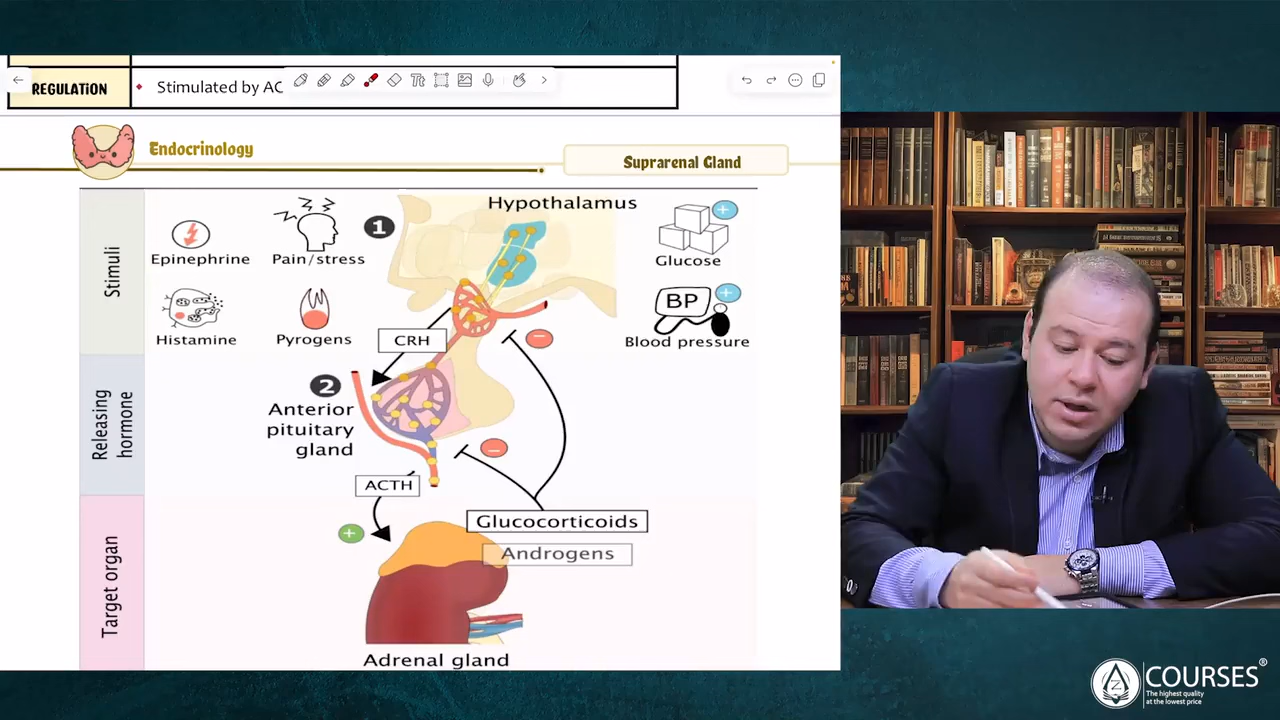 REGULATION
Stimulated by AC
Tt
Endocrinology
Suprarenal Gland
Stimuli
Epinephrine
Pain/stress
1
Hypothalamus
Glucose
Histamine
Pyrogens
CRH
BP
Blood pressure
Releasing
hormone
2
Anterior
pituitary
gland
ACTH
Glucocorticoids
Androgens
Target organ
Adrenal gland
Z
COURSES®
The highest quality
at the lowest price